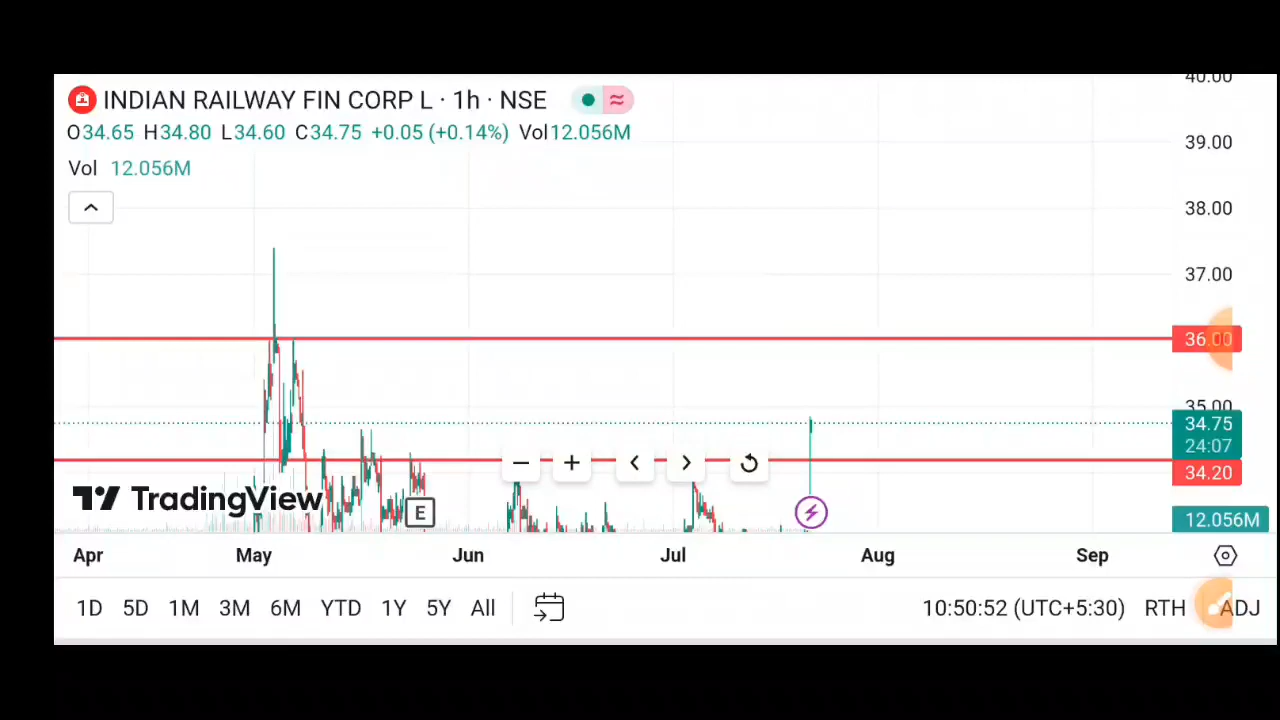 INDIAN RAILWAY FIN CORP L · 1h · NSE
O34.65 H34.80 L34.60 C34.75 +0.05 (+0.14%) Vol12.056M
Vol 12.056M
40.00
39.00
38.00
37.00
36.00
35.00
34.75
24:07
34.20
12.056M
TradingView
E
Apr May Jun Jul Aug Sep
1D 5D 1M 3M 6M YTD 1Y 5Y All 10:50:52 (UTC+5:30) RTH ADJ